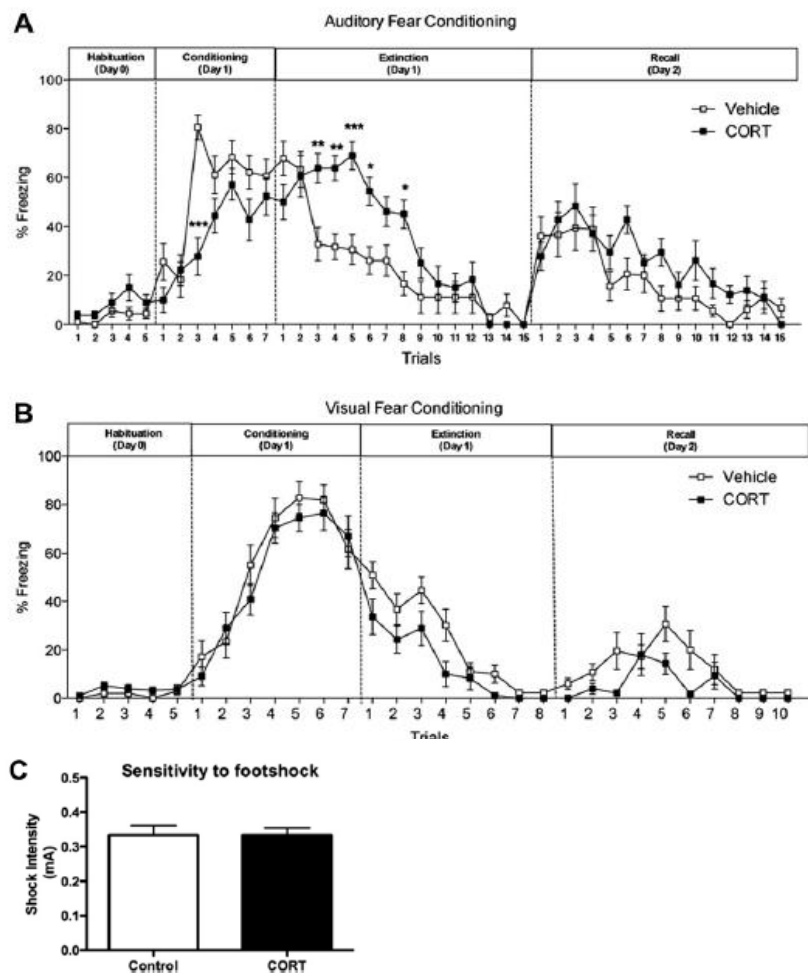 A
Auditory Fear Conditioning
Habituation Conditioning Extinction Recall
(Day 0) (Day 1) (Day 1) (Day 2)
100
80
60
40
20
0
% Freezing
Vehicle
CORT
*** ** ** *** * *
1 2 3 4 5 1 2 3 4 5 6 7 1 2 3 4 5 6 7 8 9 10 11 12 13 14 15 1 2 3 4 5 6 7 8 9 10 11 12 13 14 15
Trials
B
Visual Fear Conditioning
Habituation Conditioning Extinction Recall
(Day 0) (Day 1) (Day 1) (Day 2)
100
80
60
40
20
0
% Freezing
Vehicle
CORT
1 2 3 4 5 1 2 3 4 5 6 7 1 2 3 4 5 6 7 8 1 2 3 4 5 6 7 8 9 10
Trials
C
Sensitivity to footshock
0.5
0.4
0.3
0.2
0.1
0.0
Shock Intensity
(mA)
Control CORT